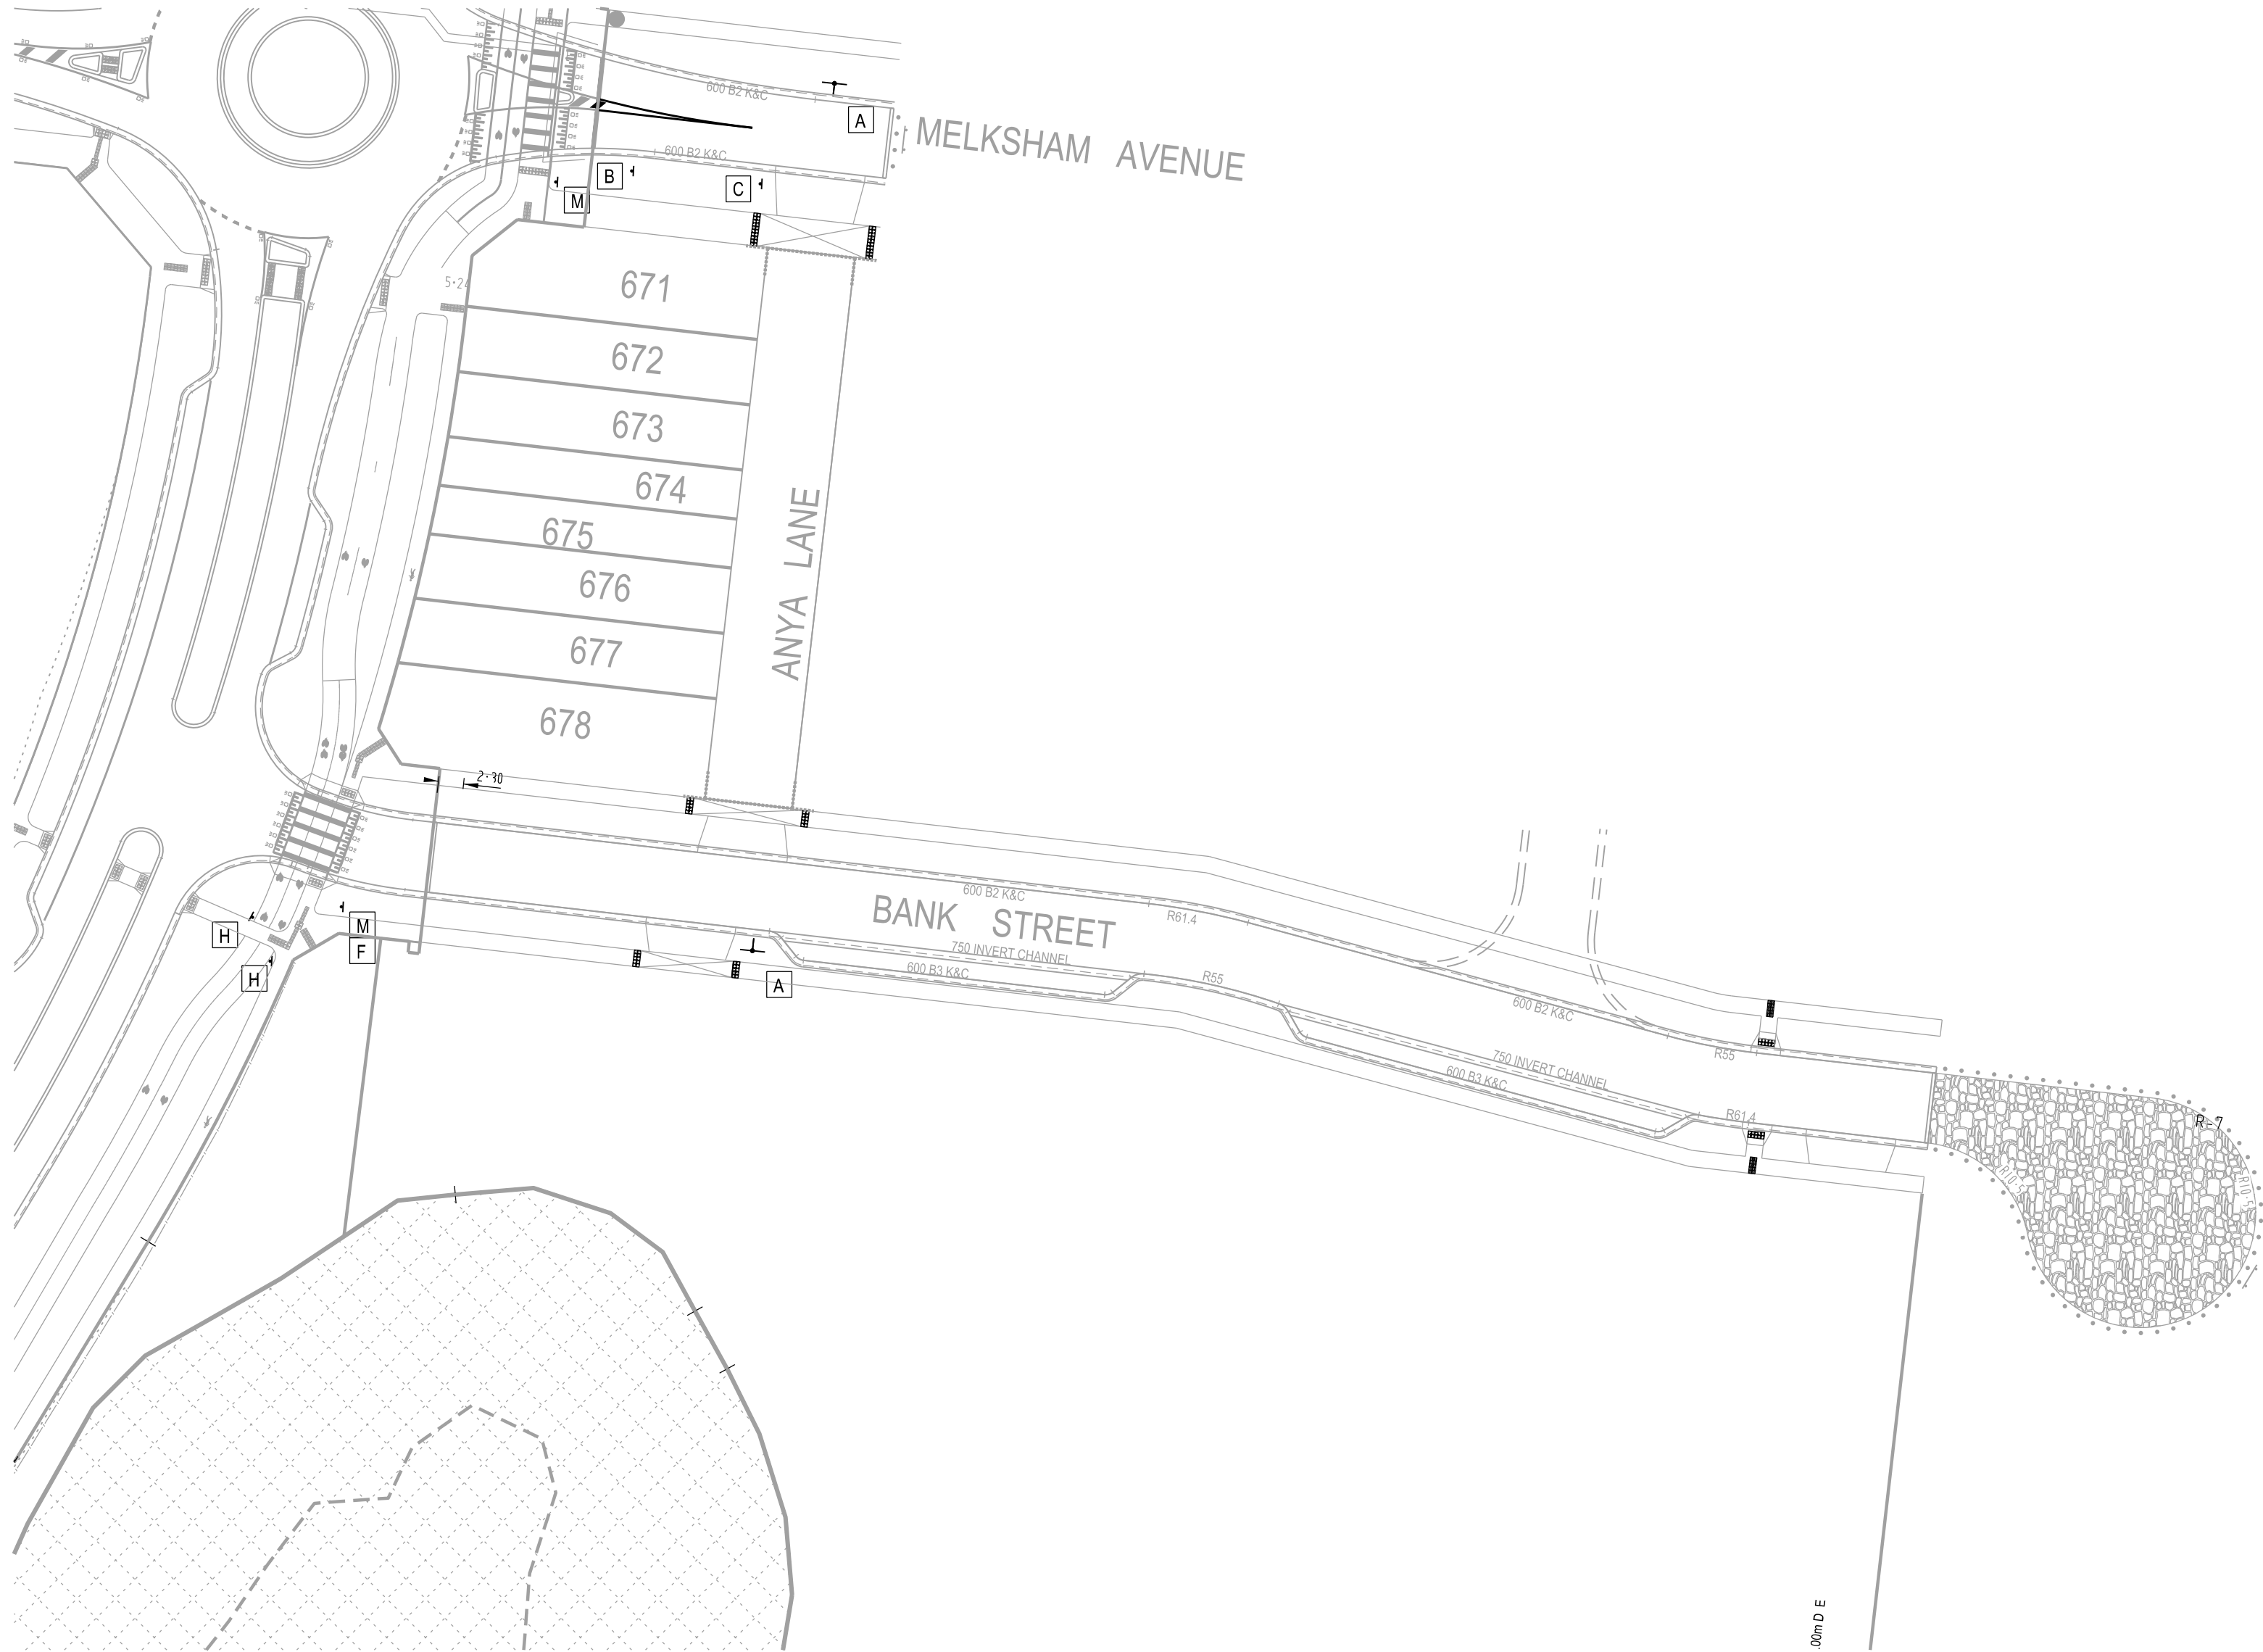 600 B2 K&C
A
MELKSHAM AVENUE
600 B2 K&C
B
C
M
671
5·24
672
673
674
675
676
677
678
ANYA LANE
2·30
600 B2 K&C
R61.4
BANK STREET
M
H
F
H
750 INVERT CHANNEL
600 B3 K&C
R55
A
600 B2 K&C
R55
750 INVERT CHANNEL
600 B3 K&C
R61.4
R-7
.00m D E